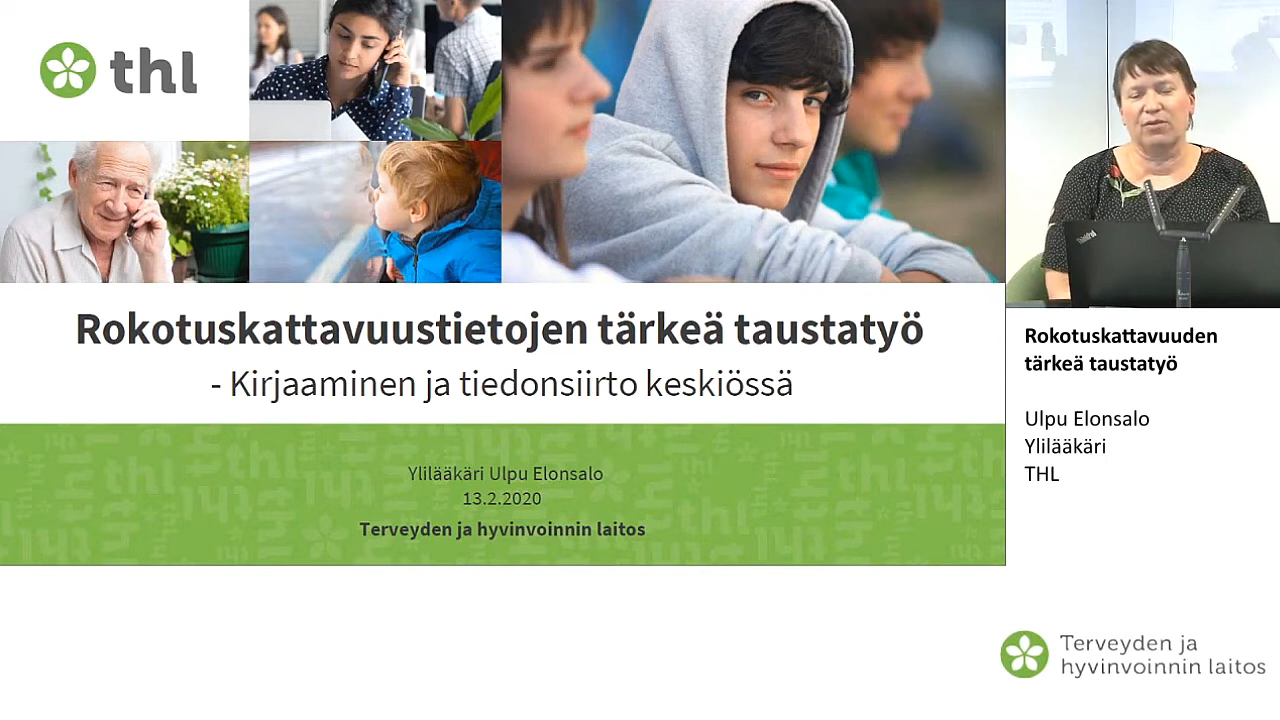 thl
Rokotuskattavuustietojen tärkeä taustatyö
- Kirjaaminen ja tiedonsiirto keskiössä
Ylilääkäri Ulpu Elonsalo
13.2.2020
Terveyden ja hyvinvoinnin laitos
Rokotuskattavuuden
tärkeä taustatyö
Ulpu Elonsalo
Ylilääkäri
THL
Terveyden ja
hyvinvoinnin laitos